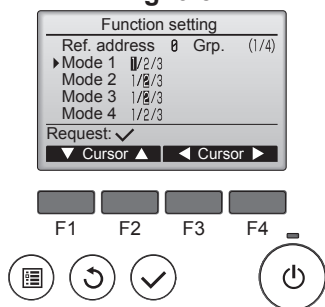 Function setting
Ref. address 0 Grp. (1/4)
Mode 1 1/2/3
Mode 2 1/2/3
Mode 3 1/2/3
Mode 4 1/2/3
Request: ✓
▼ Cursor ▲ ◀ Cursor ▶
F1 F2 F3 F4